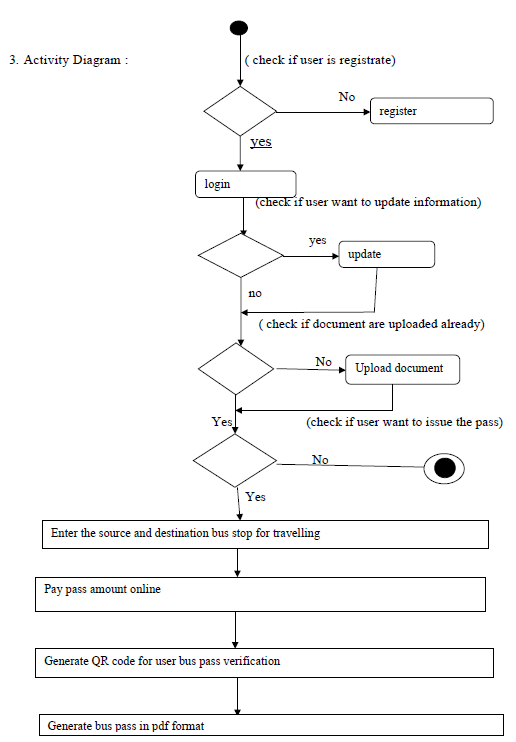 3. Activity Diagram :
( check if user is registrate)
No
register
yes
login
(check if user want to update information)
yes
update
no
( check if document are uploaded already)
No
Upload document
Yes
(check if user want to issue the pass)
No
Yes
Enter the source and destination bus stop for travelling
Pay pass amount online
Generate QR code for user bus pass verification
Generate bus pass in pdf format